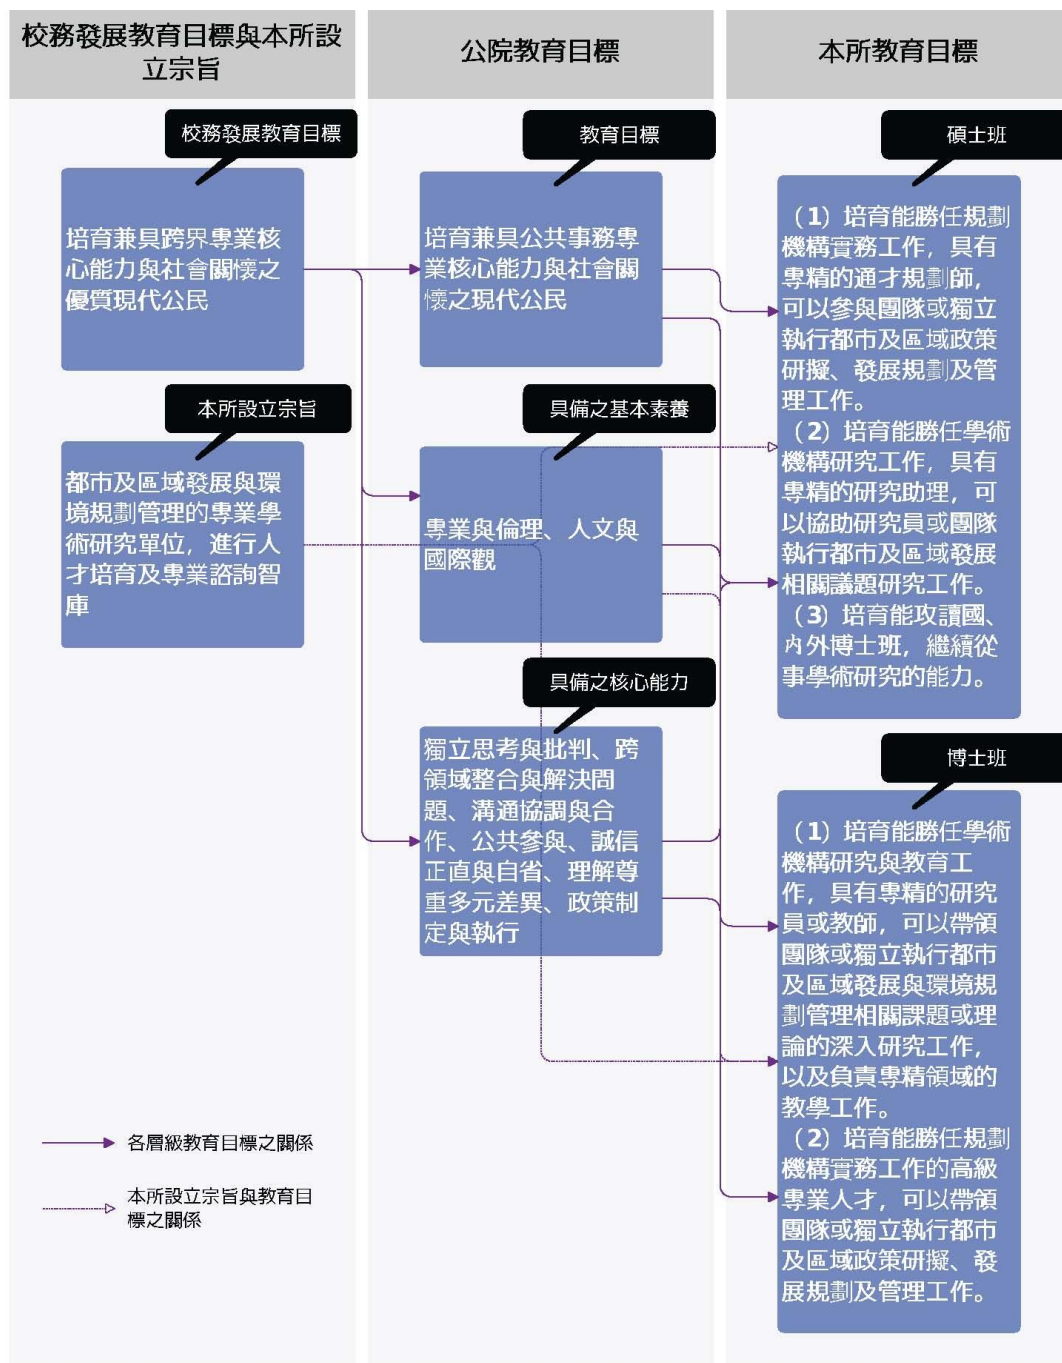 校務發展教育目標與本所設
立宗旨
校務發展教育目標
培育兼具跨界專業核
心能力與社會關懷之
優質現代公民
本所設立宗旨
都市及區域發展與環
境規劃管理的專業學
術研究單位，進行人
才培育及專業諮詢智
庫
各層級教育目標之關係
本所設立宗旨與教育目
標之關係
公院教育目標
教育目標
培育兼具公共事務專
業核心能力與社會關
懷之現代公民
具備之基本素養
專業與倫理、人文與
國際觀
具備之核心能力
獨立思考與批判、跨
領域整合與解決問
題、溝通協調與合
作、公共參與、誠信
正直與自省、理解尊
重多元差異、政策制
定與執行
本所教育目標
碩士班
（1）培育能勝任規劃
機構實務工作，具有
專精的通才規劃師，
可以參與團隊或獨立
執行都市及區域政策
研擬、發展規劃及管
理工作。
（2）培育能勝任學術
機構研究工作，具有
專精的研究助理，可
以協助研究員或團隊
執行都市及區域發展
相關議題研究工作。
（3）培育能攻讀國、
內外博士班，繼續從
事學術研究的能力。
博士班
（1）培育能勝任學術
機構研究與教育工
作，具有專精的研究
員或教師，可以帶領
團隊或獨立執行都市
及區域發展與環境規
劃管理相關課題或理
論的深入研究工作，
以及負責專精領域的
教學工作。
（2）培育能勝任規劃
機構實務工作的高級
專業人才，可以帶領
團隊或獨立執行都市
及區域政策研擬、發
展規劃及管理工作。